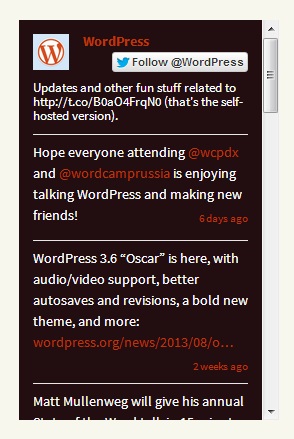 WordPress
Follow @WordPress
Updates and other fun stuff related to
http://t.co/B0aO4FrqN0 (that's the self-
hosted version).
Hope everyone attending @wcpdx
and @wordcamprussia is enjoying
talking WordPress and making new
friends!
6 days ago
WordPress 3.6 “Oscar” is here, with
audio/video support, better
autosaves and revisions, a bold new
theme, and more:
wordpress.org/news/2013/08/o…
2 weeks ago
Matt Mullenweg will give his annual